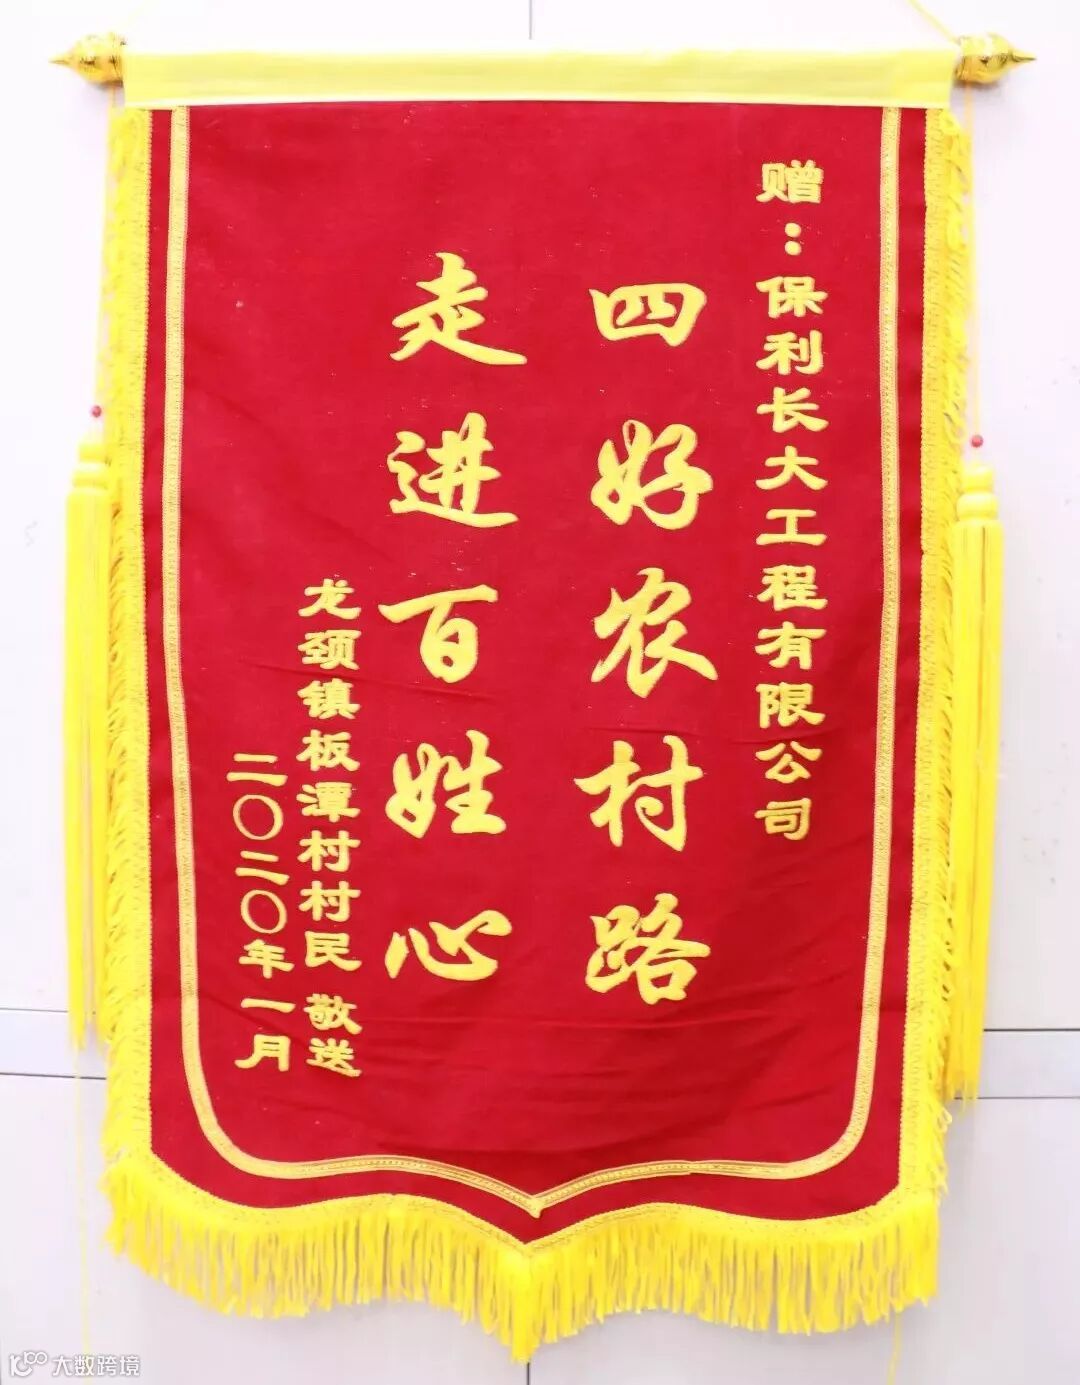 赠:保利长大工程有限公司
四好农村路
走进百姓心
龙颈镇板潭村村民 敬送
二〇二〇年一月
大数跨境